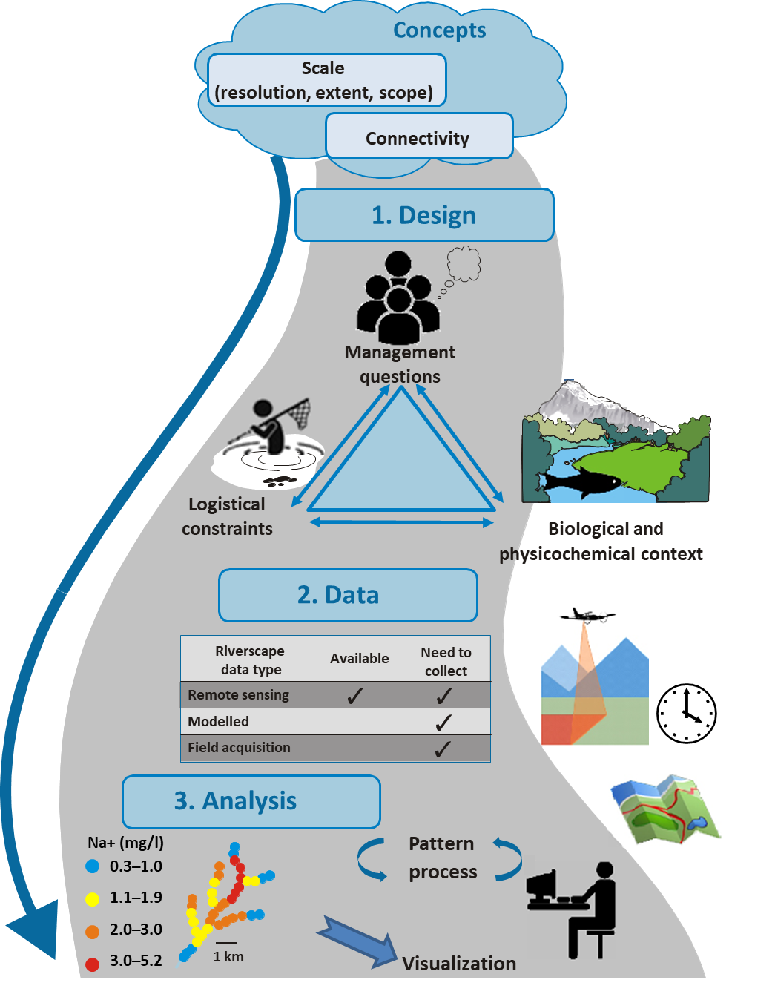 Concepts
Scale
(resolution, extent, scope)
Connectivity
1. Design
Management
questions
Logistical
constraints
Biological and
physicochemical context
2. Data
Riverscape
data type
Available
Need to
collect
Remote sensing ✓ ✓
Modelled ✓
Field acquisition ✓
3. Analysis
Na+ (mg/l)
0.3–1.0
1.1–1.9
2.0–3.0
3.0–5.2
1 km
Pattern
process
Visualization